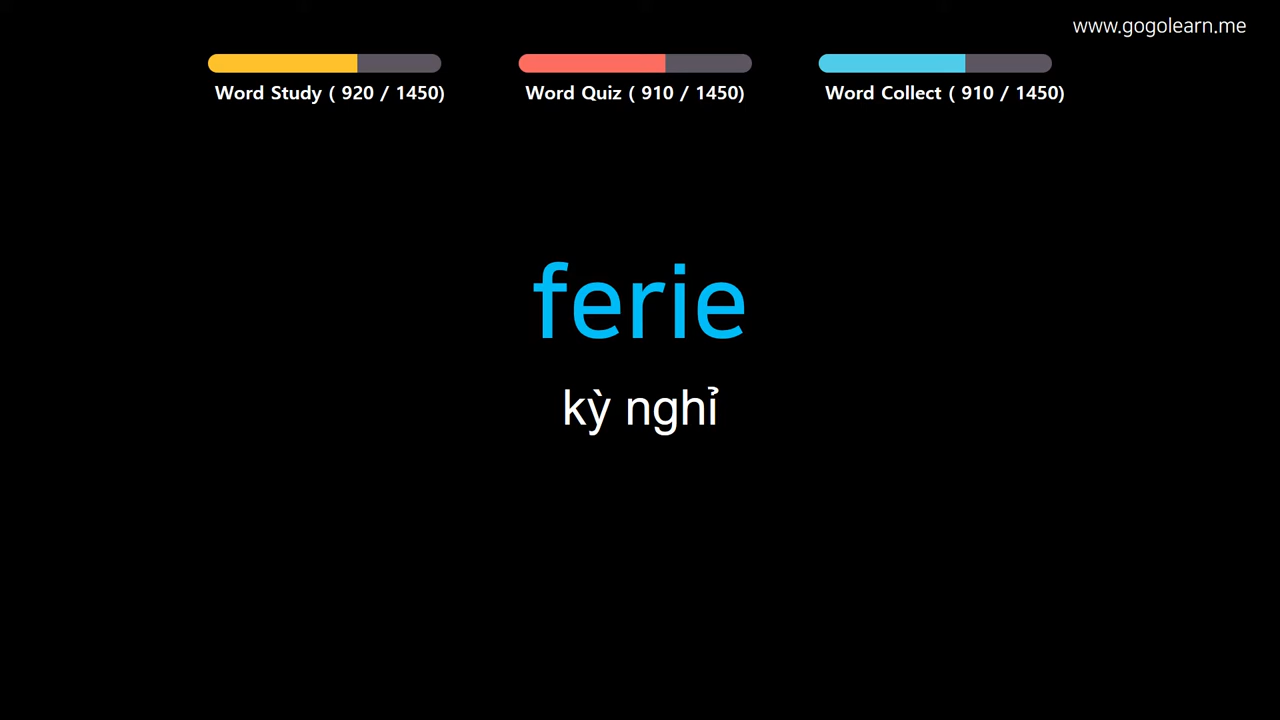 www.gogolearn.me
Word Study ( 920 / 1450)
Word Quiz ( 910 / 1450)
Word Collect ( 910 / 1450)
ferie
kỳ nghỉ